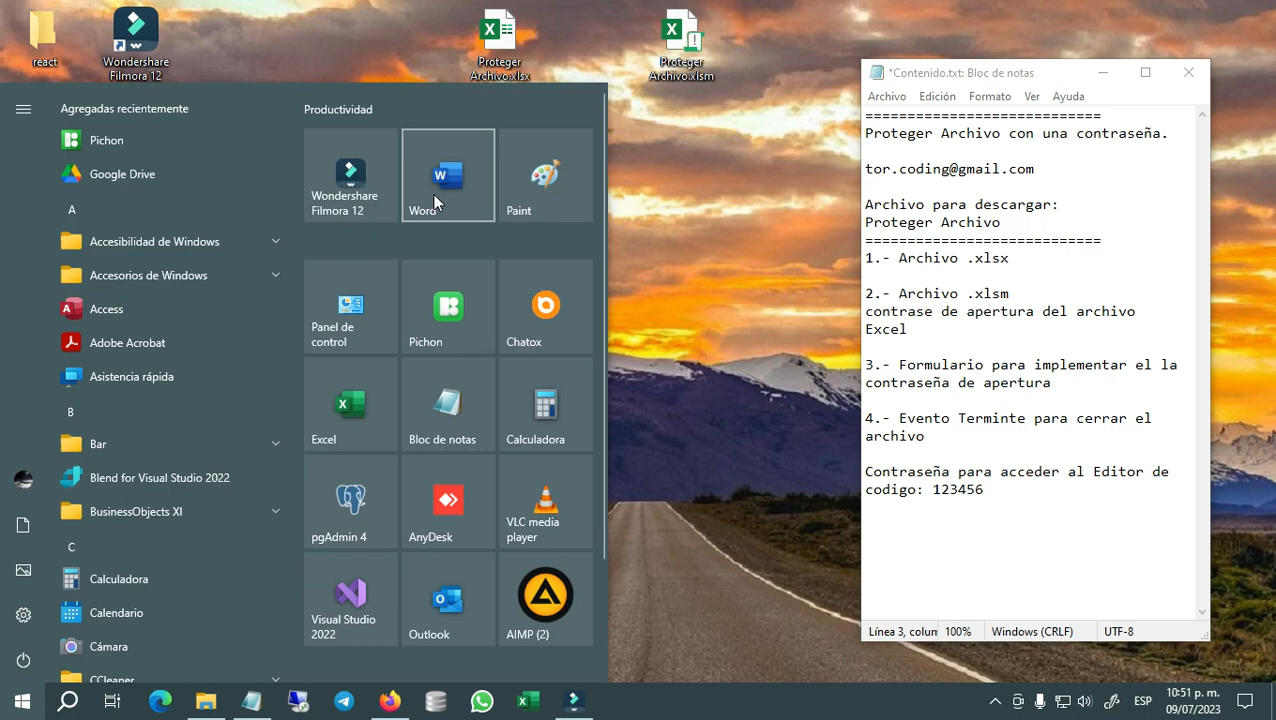 react
Wondershare
Filmora 12
Proteger
Archivo.xlsx
Proteger
Archivo.xlsm
Agregadas recientemente
Pichon
Google Drive
A
Accesibilidad de Windows
Accesorios de Windows
Access
Adobe Acrobat
Asistencia rápida
B
Bar
Blend for Visual Studio 2022
BusinessObjects XI
C
Calculadora
Calendario
Cámara
CCleaner
Productividad
Wondershare
Filmora 12
Word
Paint
Panel de
control
Pichon
Chatox
Excel
Bloc de notas
Calculadora
pgAdmin 4
AnyDesk
VLC media
player
Visual Studio
2022
Outlook
AIMP (2)
*Contenido.txt: Bloc de notas
Archivo Edición Formato Ver Ayuda
============================
Proteger Archivo con una contraseña.
tor.coding@gmail.com
Archivo para descargar:
Proteger Archivo
============================
1.- Archivo .xlsx
2.- Archivo .xlsm
contrase de apertura del archivo
Excel
3.- Formulario para implementar el la
contraseña de apertura
4.- Evento Terminte para cerrar el
archivo
Contraseña para acceder al Editor de
codigo: 123456
Línea 3, colum 100% Windows (CRLF) UTF-8
ESP
10:51 p. m.
09/07/2023